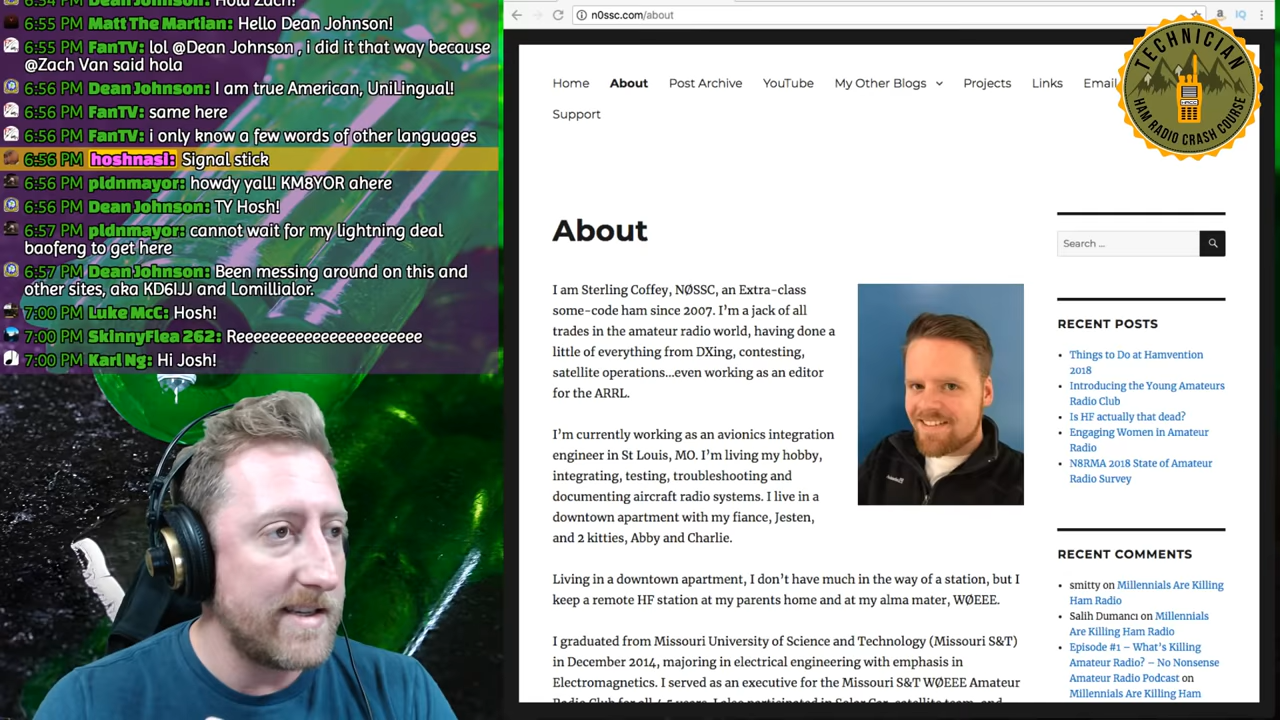 6:55 PM Matt The Martian: Hello Dean Johnson!
6:55 PM FanTV: lol @Dean Johnson , i did it that way because
@Zach Van said hola
6:56 PM Dean Johnson: I am true American, UniLingual!
6:56 PM FanTV: same here
6:56 PM FanTV: i only know a few words of other languages
6:56 PM hoshnasi: Signal stick
6:56 PM pldnmayor: howdy yall! KM8YOR ahere
6:56 PM Dean Johnson: TY Hosh!
6:57 PM pldnmayor: cannot wait for my lightning deal
baofeng to get here
6:57 PM Dean Johnson: Been messing around on this and
other sites, aka KD6IJJ and Lomillialor.
7:00 PM Luke McC: Hosh!
7:00 PM SkinnyFlea 262: Reeeeeeeeeeeeeeeeeeeee
7:00 PM Karl Ng: Hi Josh!
n0ssc.com/about
Home About Post Archive YouTube My Other Blogs Projects Links Email
Support
TECHNICIAN
HAM RADIO CRASH COURSE
About
I am Sterling Coffey, NØSSC, an Extra-class
some-code ham since 2007. I'm a jack of all
trades in the amateur radio world, having done a
little of everything from DXing, contesting,
satellite operations...even working as an editor
for the ARRL.
I'm currently working as an avionics integration
engineer in St Louis, MO. I'm living my hobby,
integrating, testing, troubleshooting and
documenting aircraft radio systems. I live in a
downtown apartment with my fiance, Jesten,
and 2 kitties, Abby and Charlie.
Living in a downtown apartment, I don't have much in the way of a station, but I
keep a remote HF station at my parents home and at my alma mater, WØEEE.
I graduated from Missouri University of Science and Technology (Missouri S&T)
in December 2014, majoring in electrical engineering with emphasis in
Electromagnetics. I served as an executive for the Missouri S&T WØEEE Amateur
Search ...
RECENT POSTS
Things to Do at Hamvention
2018
Introducing the Young Amateurs
Radio Club
Is HF actually that dead?
Engaging Women in Amateur
Radio
N8RMA 2018 State of Amateur
Radio Survey
RECENT COMMENTS
smitty on Millennials Are Killing
Ham Radio
Salih Dumancı on Millennials
Are Killing Ham Radio
Episode #1 – What's Killing
Amateur Radio? – No Nonsense
Amateur Radio Podcast on
Millennials Are Killing Ham